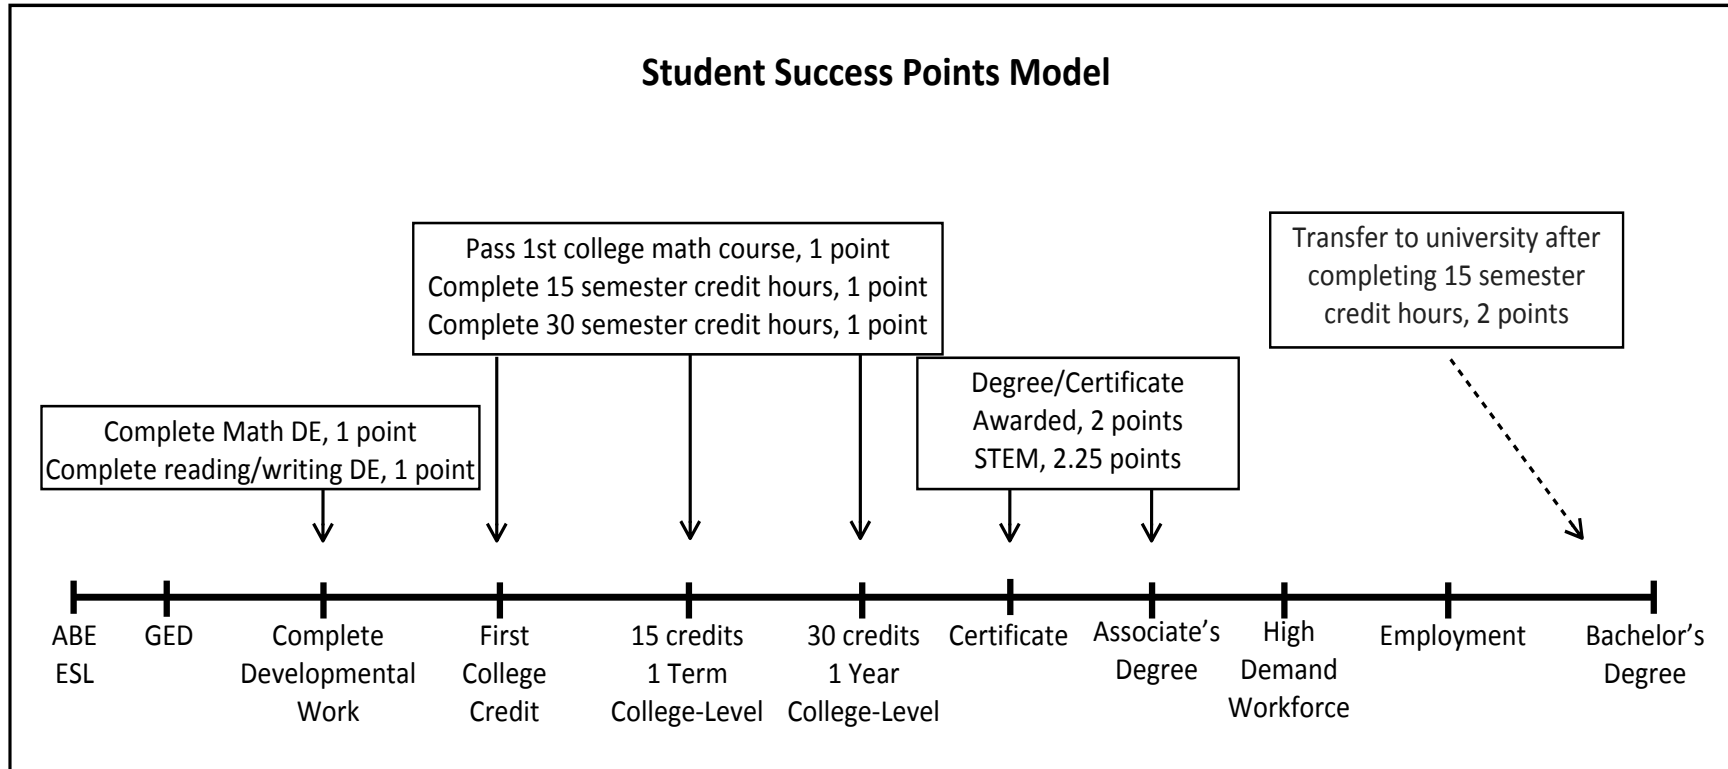 Student Success Points Model
Pass 1st college math course, 1 point
Complete 15 semester credit hours, 1 point
Complete 30 semester credit hours, 1 point
Transfer to university after
completing 15 semester
credit hours, 2 points
Degree/Certificate
Awarded, 2 points
STEM, 2.25 points
Complete Math DE, 1 point
Complete reading/writing DE, 1 point
ABE
ESL
GED
Complete
Developmental
Work
First
College
Credit
15 credits
1 Term
College-Level
30 credits
1 Year
College-Level
Certificate
Associate’s
Degree
High
Demand
Workforce
Employment
Bachelor’s
Degree